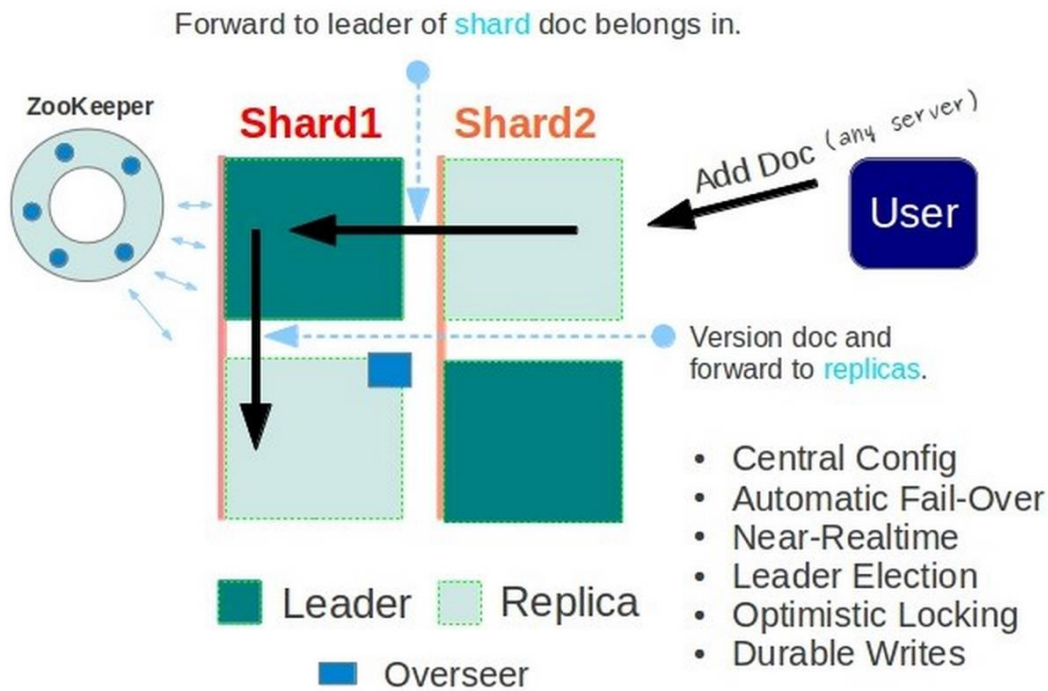 Forward to leader of shard doc belongs in.
ZooKeeper
Shard1
Shard2
Add Doc (any server)
User
Version doc and
forward to replicas.
• Central Config
• Automatic Fail-Over
• Near-Realtime
• Leader Election
• Optimistic Locking
• Durable Writes
Leader
Replica
Overseer